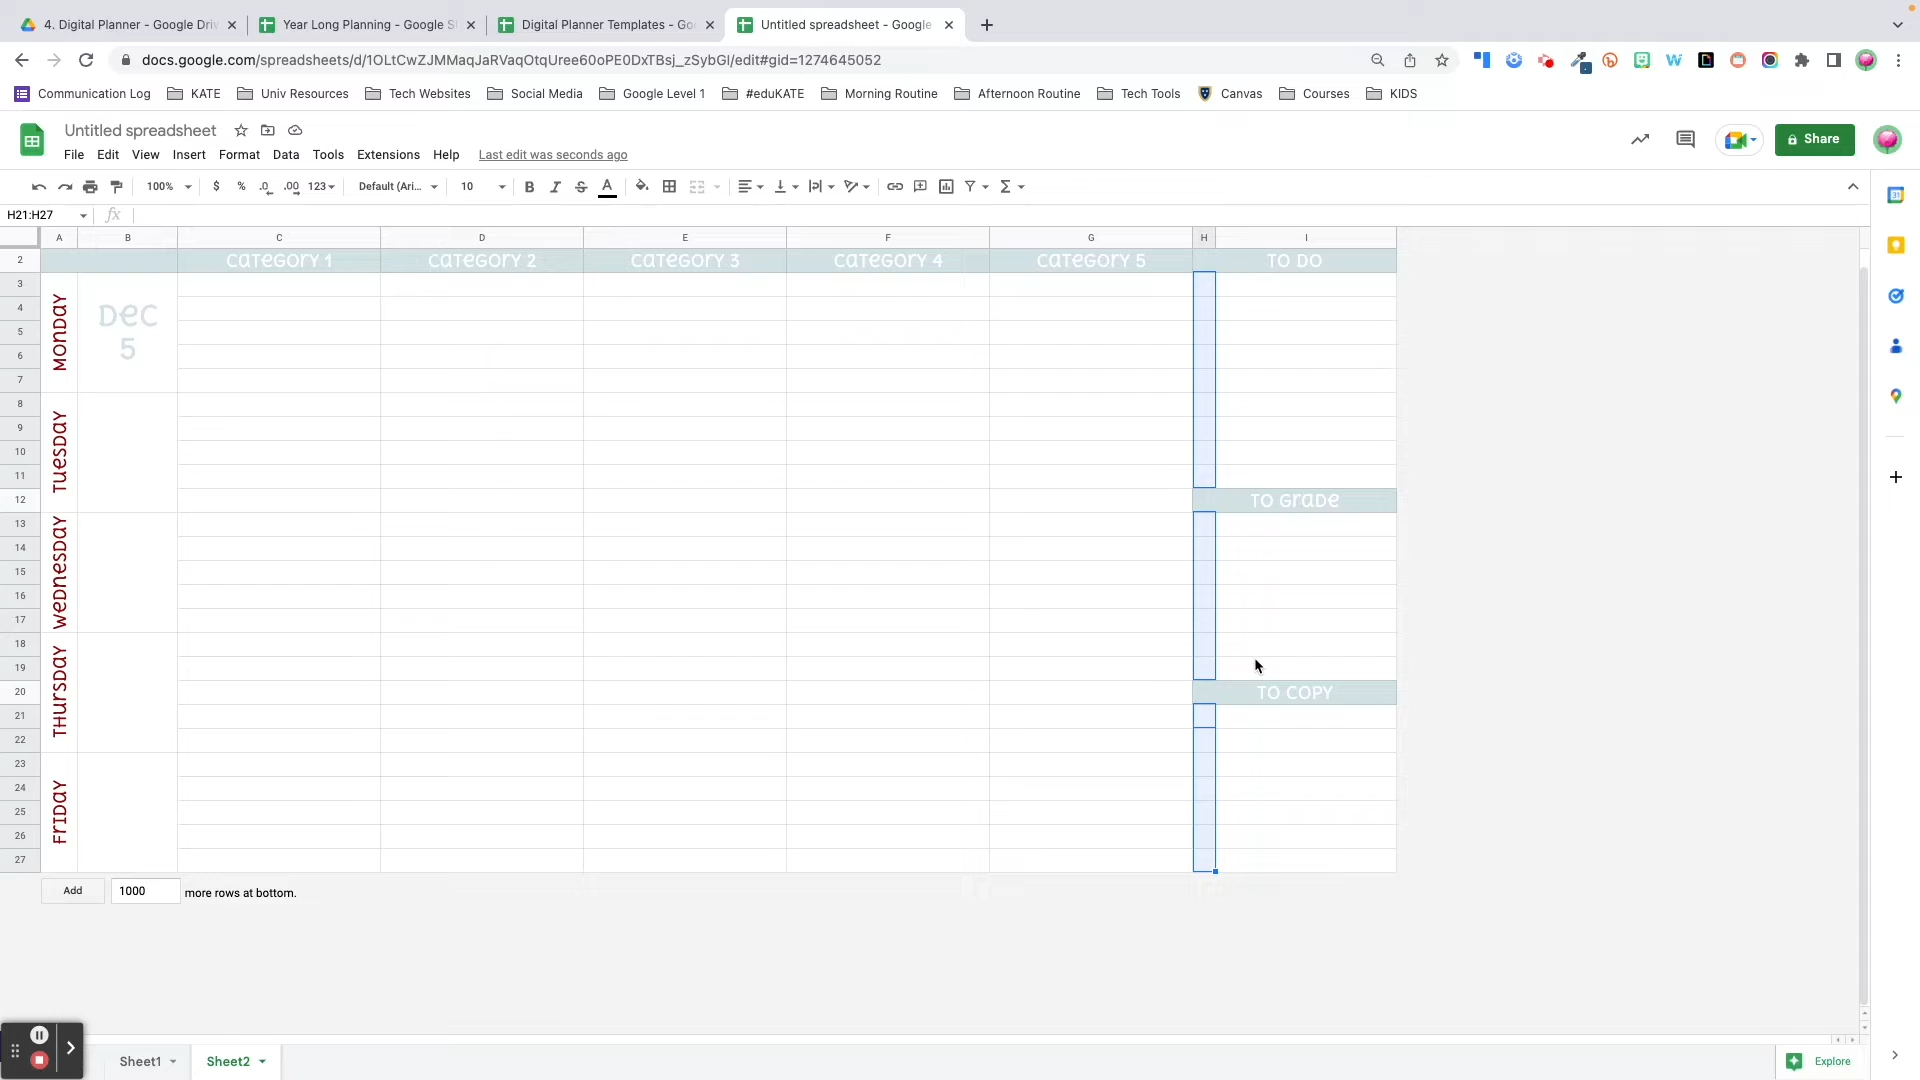 4. Digital Planner - Google Driv
Year Long Planning - Google S
Digital Planner Templates - Go
Untitled spreadsheet - Google
docs.google.com/spreadsheets/d/1OLtCwZJMMaqJaRVaqOtqUree60oPE0DxTBsj_zSybGI/edit#gid=1274645052
Communication Log KATE Univ Resources Tech Websites Social Media Google Level 1 #eduKATE Morning Routine Afternoon Routine Tech Tools Canvas Courses KIDS
Untitled spreadsheet
Share
File Edit View Insert Format Data Tools Extensions Help Last edit was seconds ago
100% $ % .0 .00 123 Default (Ari... 10 B I S A
H21:H27 fx
A B C D E F G H I
2 Category 1 Category 2 Category 3 Category 4 Category 5 TO DO
3
4
5
6
7
Monday
Dec
5
8
9
10
11
Tuesday
12 TO Grade
13
14
15
16
17
Wednesday
18
19
20 TO COPY
21
22
Thursday
23
24
25
26
27
Friday
Add 1000 more rows at bottom.
Sheet1 Sheet2 Explore